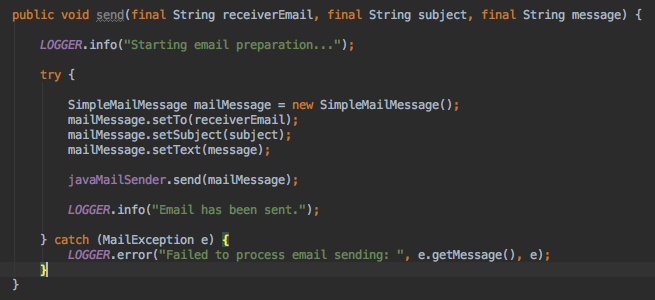 public void send(final String receiverEmail, final String subject, final String message) {
LOGGER.info("Starting email preparation...");
try {
SimpleMailMessage mailMessage = new SimpleMailMessage();
mailMessage.setTo(receiverEmail);
mailMessage.setSubject(subject);
mailMessage.setText(message);
javaMailSender.send(mailMessage);
LOGGER.info("Email has been sent.");
} catch (MailException e) {
LOGGER.error("Failed to process email sending: ", e.getMessage(), e);
}
}